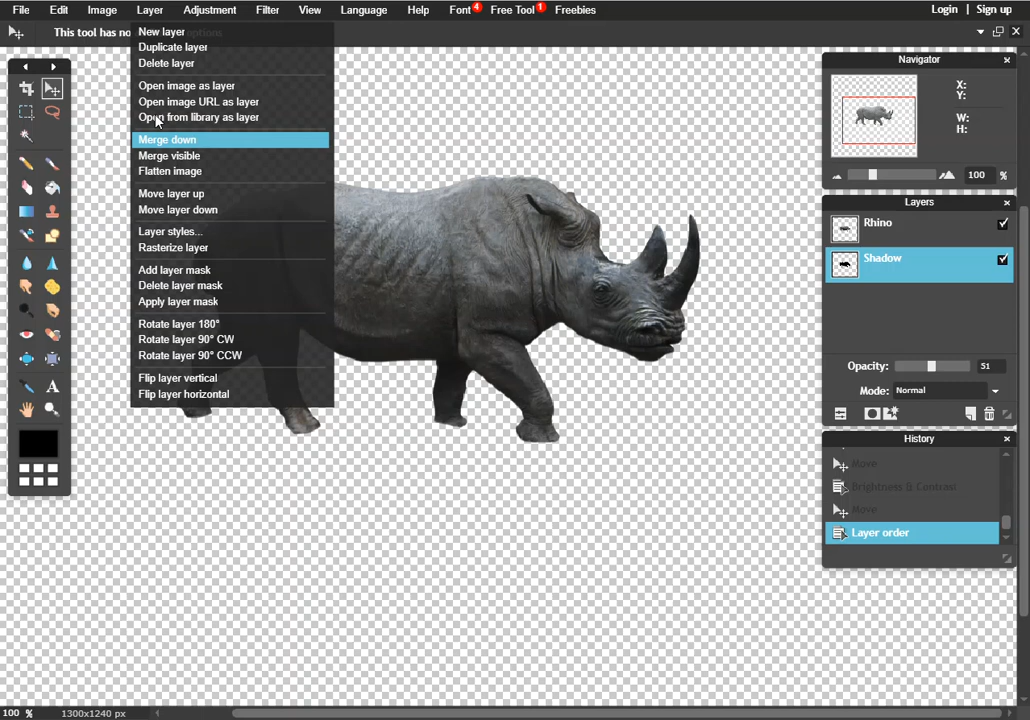 File Edit Image Layer Adjustment Filter View Language Help Font 4 Free Tool 1 Freebies Login | Sign up
This tool has no options
New layer
Duplicate layer
Delete layer
Open image as layer
Open image URL as layer
Open from library as layer
Merge down
Merge visible
Flatten image
Move layer up
Move layer down
Layer styles...
Rasterize layer
Add layer mask
Delete layer mask
Apply layer mask
Rotate layer 180°
Rotate layer 90° CW
Rotate layer 90° CCW
Flip layer vertical
Flip layer horizontal
A
Navigator
X:
Y:
W:
H:
100 %
Layers
Rhino
Shadow
Opacity: 51
Mode: Normal
History
Move
Brightness & Contrast
Move
Layer order
100 % 1300x1240 px